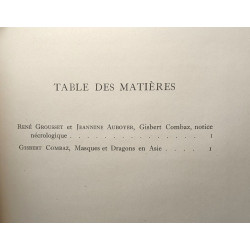 TABLE DES MATIÈRES
René Grousset et Jeannine Auboyer, Gisbert Combaz, notice
nécrologique . . . . . . . . . . . . . . . . . I
Gisbert Combaz, Masques et Dragons en Asie . . . . I